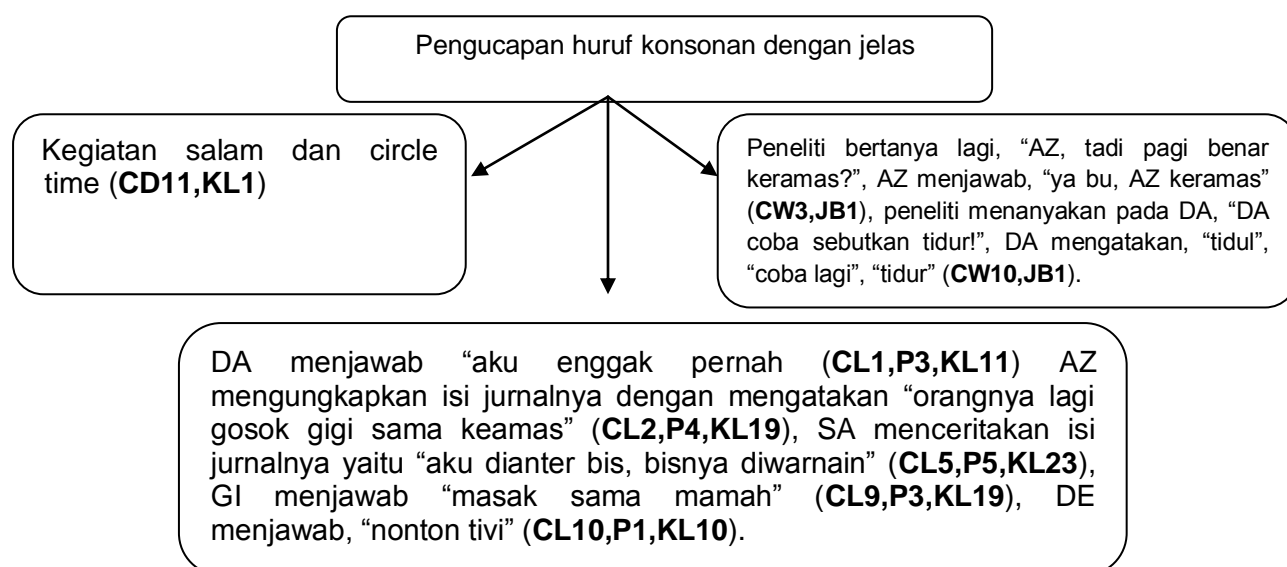 Pengucapan huruf konsonan dengan jelas
Kegiatan salam dan circle
time (CD11,KL1)
Peneliti bertanya lagi, “AZ, tadi pagi benar
keramas?”, AZ menjawab, “ya bu, AZ keramas”
(CW3,JB1), peneliti menanyakan pada DA, “DA
coba sebutkan tidur!”, DA mengatakan, “tidul”,
“coba lagi”, “tidur” (CW10,JB1).
DA menjawab “aku enggak pernah (CL1,P3,KL11) AZ
mengungkapkan isi jurnalnya dengan mengatakan “orangnya lagi
gosok gigi sama keamas” (CL2,P4,KL19), SA menceritakan isi
jurnalnya yaitu “aku dianter bis, bisnya diwarnain” (CL5,P5,KL23),
GI menjawab “masak sama mamah” (CL9,P3,KL19), DE
menjawab, “nonton tivi” (CL10,P1,KL10).